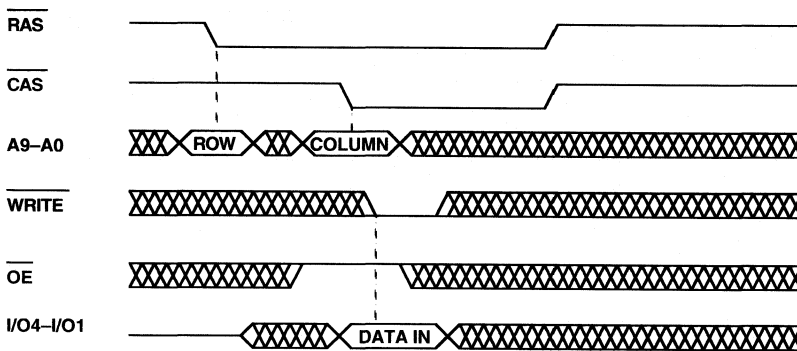 RAS
CAS
A9–A0 ROW COLUMN
WRITE
OE
I/O4–I/O1 DATA IN